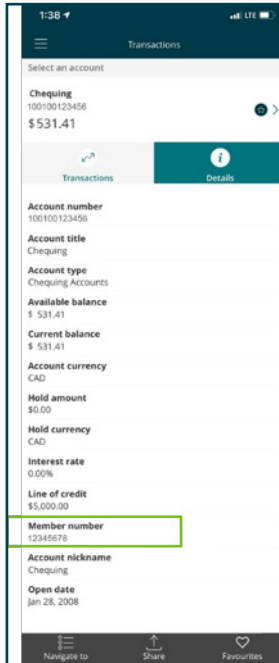 1:38
LTE
Transactions
Select an account
Chequing
100100123456
$531.41
Transactions
i
Details
Account number
100100123456
Account title
Chequing
Account type
Chequing Accounts
Available balance
$ 531.41
Current balance
$ 531.41
Account currency
CAD
Hold amount
$0.00
Hold currency
CAD
Interest rate
0.00%
Line of credit
$5,000.00
Member number
12345678
Account nickname
Chequing
Open date
Jan 28, 2008
Navigate to
Share
Favourites